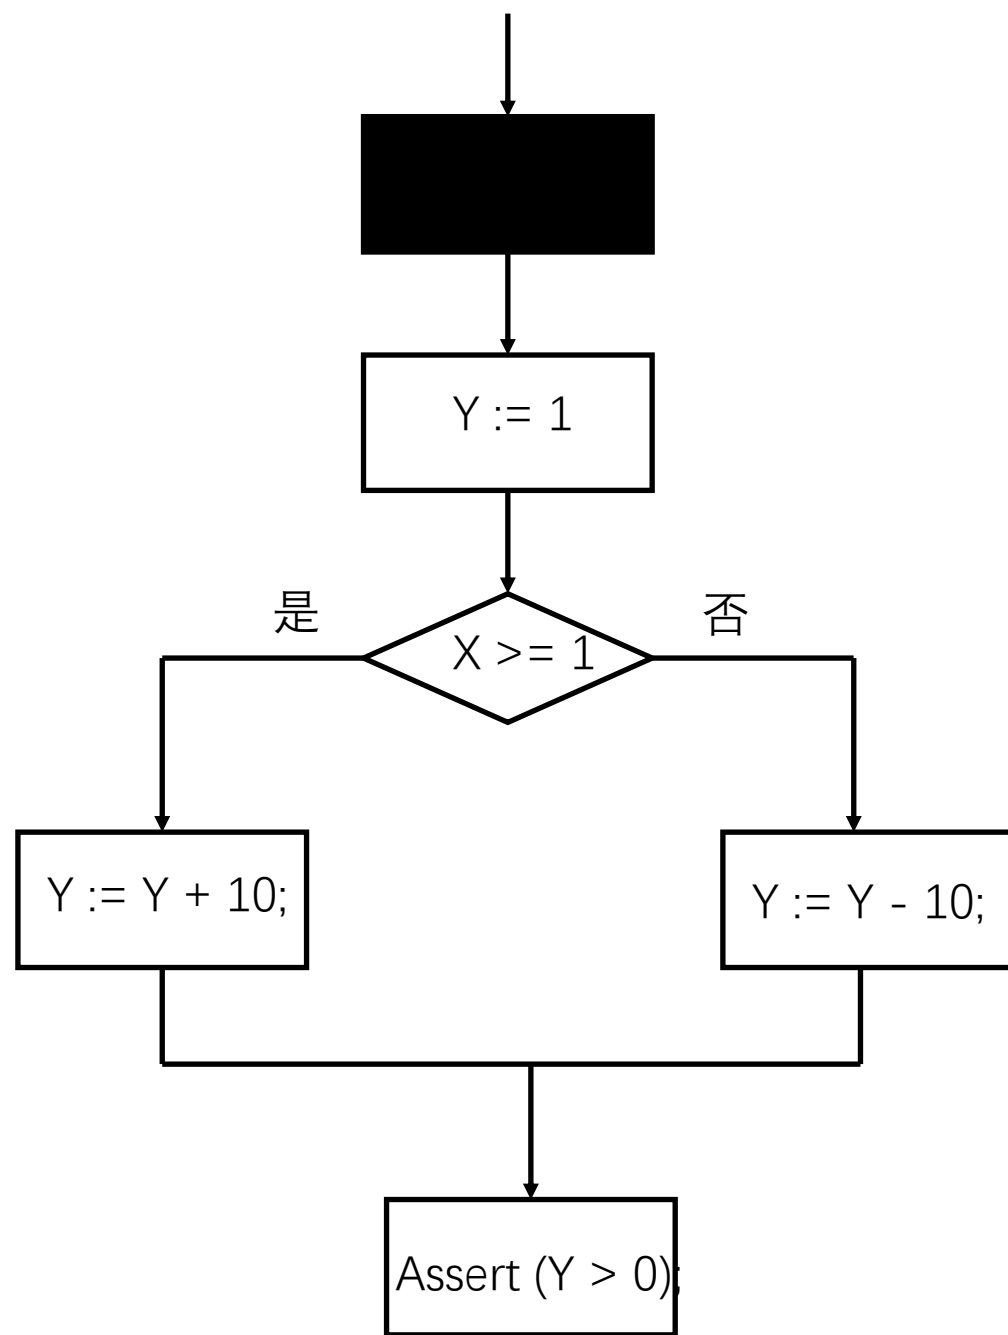 Y := 1
是
否
X >= 1
Y := Y + 10;
Y := Y - 10;
Assert (Y > 0);